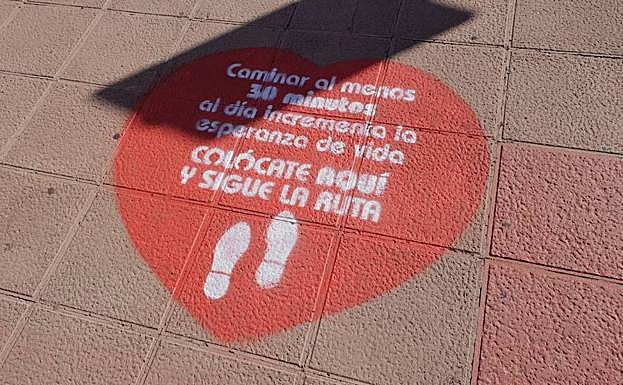 Caminar al menos
30 minutos
al día incrementa la
esperanza de vida
COLÓCATE AQUÍ
Y SIGUE LA RUTA